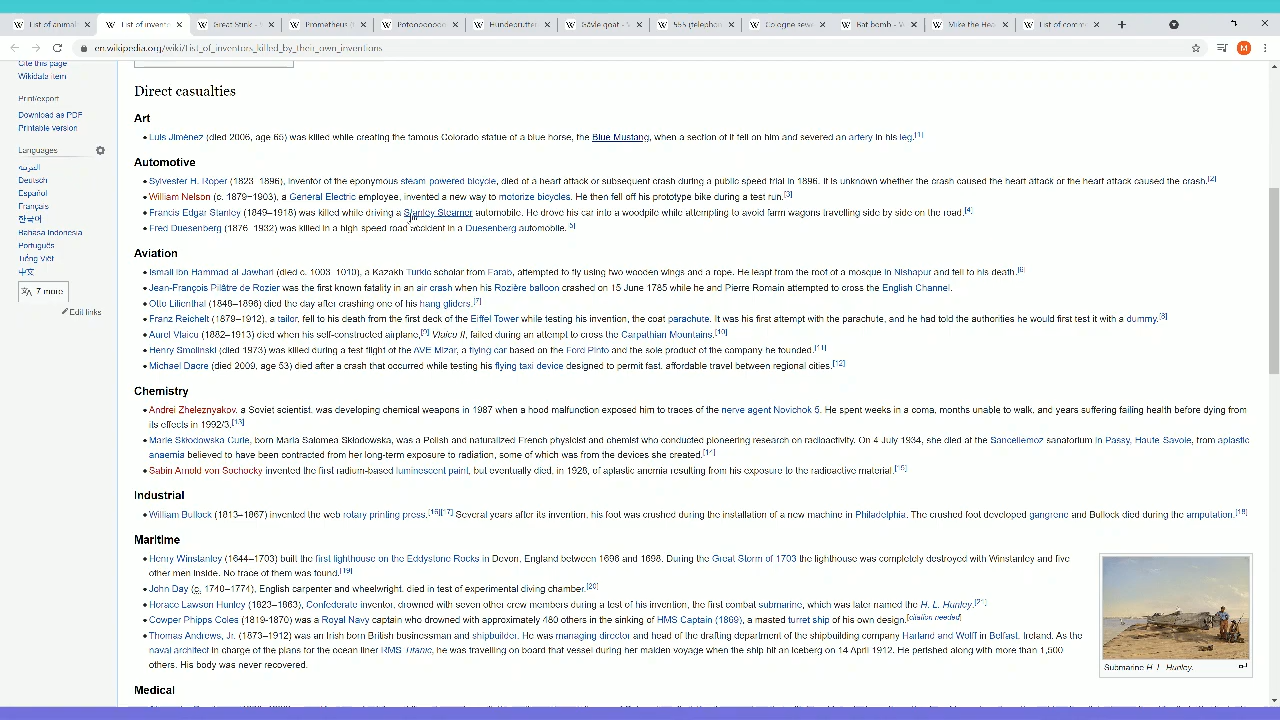 List of animal
List of invent
Great Stink - W
Prometheus (t
Potoooooooo
Hundeprutter
Gävle goat - W
555 (telephon
Cologne sew
Bat bomb - W
Mike the Hea
List of comm
en.wikipedia.org/wiki/List_of_inventors_killed_by_their_own_inventions
M
Cite this page
Wikidata item
Print/export
Download as PDF
Printable version
Languages
العربية
Deutsch
Español
Français
한국어
Bahasa Indonesia
Português
Tiếng Việt
中文
7 more
Edit links
Direct casualties
Art
• Luis Jiménez (died 2006, age 65) was killed while creating the famous Colorado statue of a blue horse, the Blue Mustang, when a section of it fell on him and severed an artery in his leg.[1]
Automotive
• Sylvester H. Roper (1823–1896), inventor of the eponymous steam powered bicycle, died of a heart attack or subsequent crash during a public speed trial in 1896. It is unknown whether the crash caused the heart attack or the heart attack caused the crash.[2]
• William Nelson (c. 1879–1903), a General Electric employee, invented a new way to motorize bicycles. He then fell off his prototype bike during a test run.[3]
• Francis Edgar Stanley (1849–1918) was killed while driving a Stanley Steamer automobile. He drove his car into a woodpile while attempting to avoid farm wagons travelling side by side on the road.[4]
• Fred Duesenberg (1876–1932) was killed in a high speed road accident in a Duesenberg automobile.[5]
Aviation
• Ismail ibn Hammad al-Jawhari (died c. 1003–1010), a Kazakh Turkic scholar from Farab, attempted to fly using two wooden wings and a rope. He leapt from the roof of a mosque in Nishapur and fell to his death.[6]
• Jean-François Pilâtre de Rozier was the first known fatality in an air crash when his Rozière balloon crashed on 15 June 1785 while he and Pierre Romain attempted to cross the English Channel.
• Otto Lilienthal (1848–1896) died the day after crashing one of his hang gliders.[7]
• Franz Reichelt (1879–1912), a tailor, fell to his death from the first deck of the Eiffel Tower while testing his invention, the coat parachute. It was his first attempt with the parachute, and he had told the authorities he would first test it with a dummy.[8]
• Aurel Vlaicu (1882–1913) died when his self-constructed airplane,[9] Vlaicu II, failed during an attempt to cross the Carpathian Mountains.[10]
• Henry Smolinski (died 1973) was killed during a test flight of the AVE Mizar, a flying car based on the Ford Pinto and the sole product of the company he founded.[11]
• Michael Dacre (died 2009, age 53) died after a crash that occurred while testing his flying taxi device designed to permit fast, affordable travel between regional cities.[12]
Chemistry
• Andrei Zheleznyakov, a Soviet scientist, was developing chemical weapons in 1987 when a hood malfunction exposed him to traces of the nerve agent Novichok 5. He spent weeks in a coma, months unable to walk, and years suffering failing health before dying from
its effects in 1992/3.[13]
• Marie Skłodowska Curie, born Maria Salomea Skłodowska, was a Polish and naturalized French physicist and chemist who conducted pioneering research on radioactivity. On 4 July 1934, she died at the Sancellemoz sanatorium in Passy, Haute Savoie, from aplastic
anaemia believed to have been contracted from her long-term exposure to radiation, some of which was from the devices she created.[14]
• Sabin Arnold von Sochocky invented the first radium-based luminescent paint, but eventually died, in 1928, of aplastic anemia resulting from his exposure to the radioactive material.[15]
Industrial
• William Bullock (1813–1867) invented the web rotary printing press.[16][17] Several years after its invention, his foot was crushed during the installation of a new machine in Philadelphia. The crushed foot developed gangrene and Bullock died during the amputation.[18]
Maritime
• Henry Winstanley (1644–1703) built the first lighthouse on the Eddystone Rocks in Devon, England between 1696 and 1698. During the Great Storm of 1703 the lighthouse was completely destroyed with Winstanley and five
other men inside. No trace of them was found.[19]
• John Day (c. 1740–1774), English carpenter and wheelwright, died in test of experimental diving chamber.[20]
• Horace Lawson Hunley (1823–1863), Confederate inventor, drowned with seven other crew members during a test of his invention, the first combat submarine, which was later named the H. L. Hunley.[21]
• Cowper Phipps Coles (1819-1870) was a Royal Navy captain who drowned with approximately 480 others in the sinking of HMS Captain (1869), a masted turret ship of his own design.[citation needed]
• Thomas Andrews, Jr. (1873–1912) was an Irish born British businessman and shipbuilder. He was managing director and head of the drafting department of the shipbuilding company Harland and Wolff in Belfast, Ireland. As the
naval architect in charge of the plans for the ocean liner RMS Titanic, he was travelling on board that vessel during her maiden voyage when the ship hit an iceberg on 14 April 1912. He perished along with more than 1,500
others. His body was never recovered.
Submarine H. L. Hunley.
Medical